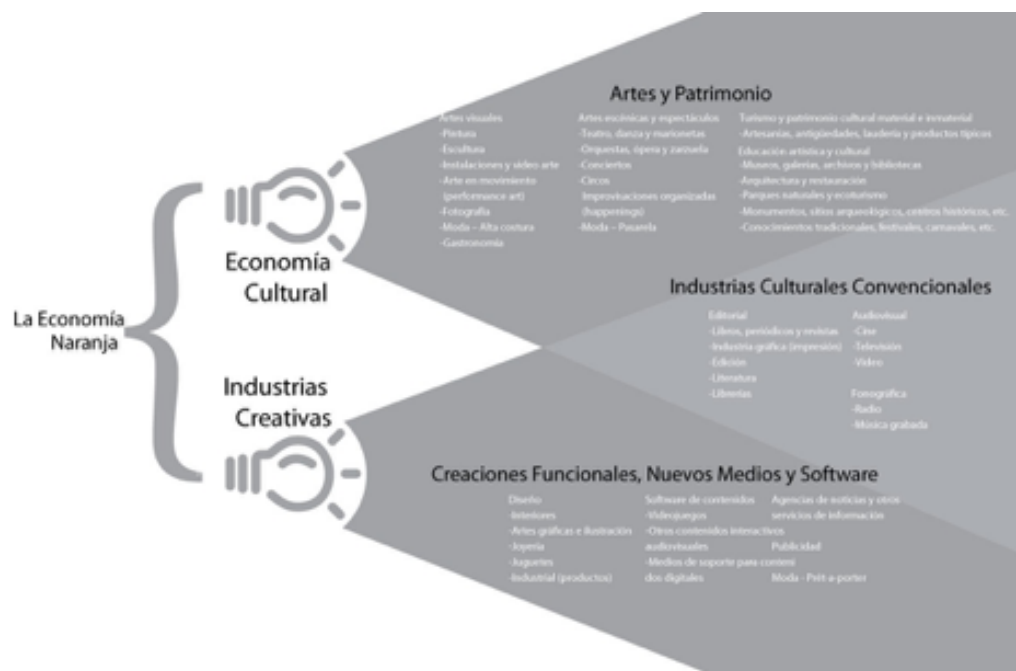 La Economía
Naranja
Economía
Cultural
Industrias
Creativas
Artes y Patrimonio
Artes visuales
-Pintura
-Escultura
-Instalaciones y video arte
-Arte en movimiento
(performance art)
-Fotografía
-Moda – Alta costura
-Gastronomía
Artes escénicas y espectáculos
-Teatro, danza y marionetas
-Orquestas, ópera y zarzuela
-Conciertos
-Circos
Improvisaciones organizadas
(happenings)
-Moda – Pasarela
Turismo y patrimonio cultural material e inmaterial
-Artesanías, antigüedades, laudería y productos típicos
Educación artística y cultural
-Museos, galerías, archivos y bibliotecas
-Arquitectura y restauración
-Parques naturales y ecoturismo
-Monumentos, sitios arqueológicos, centros históricos, etc.
-Conocimientos tradicionales, festivales, carnavales, etc.
Industrias Culturales Convencionales
Editorial
-Libros, periódicos y revistas
-Industria gráfica (impresión)
-Edición
-Literatura
-Librerías
Audiovisual
-Cine
-Televisión
-Video
Fonográfica
-Radio
-Música grabada
Creaciones Funcionales, Nuevos Medios y Software
Diseño
-Interiores
-Artes gráficas e ilustración
-Joyería
-Juguetes
-Industrial (productos)
Software de contenidos
-Videojuegos
-Otros contenidos interactivos
audiovisuales
-Medios de soporte para conteni
dos digitales
Agencias de noticias y otros
servicios de información
Publicidad
Moda - Prêt-a-porter